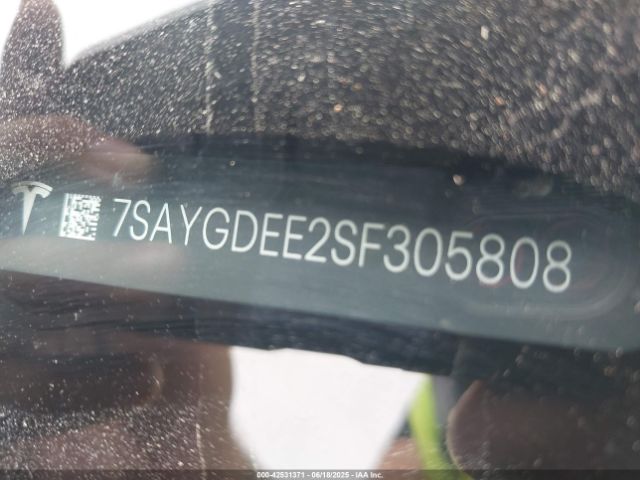 7SAYGDEE2SF305808
000-42531371 | 06/18/2025 | IAA Inc.